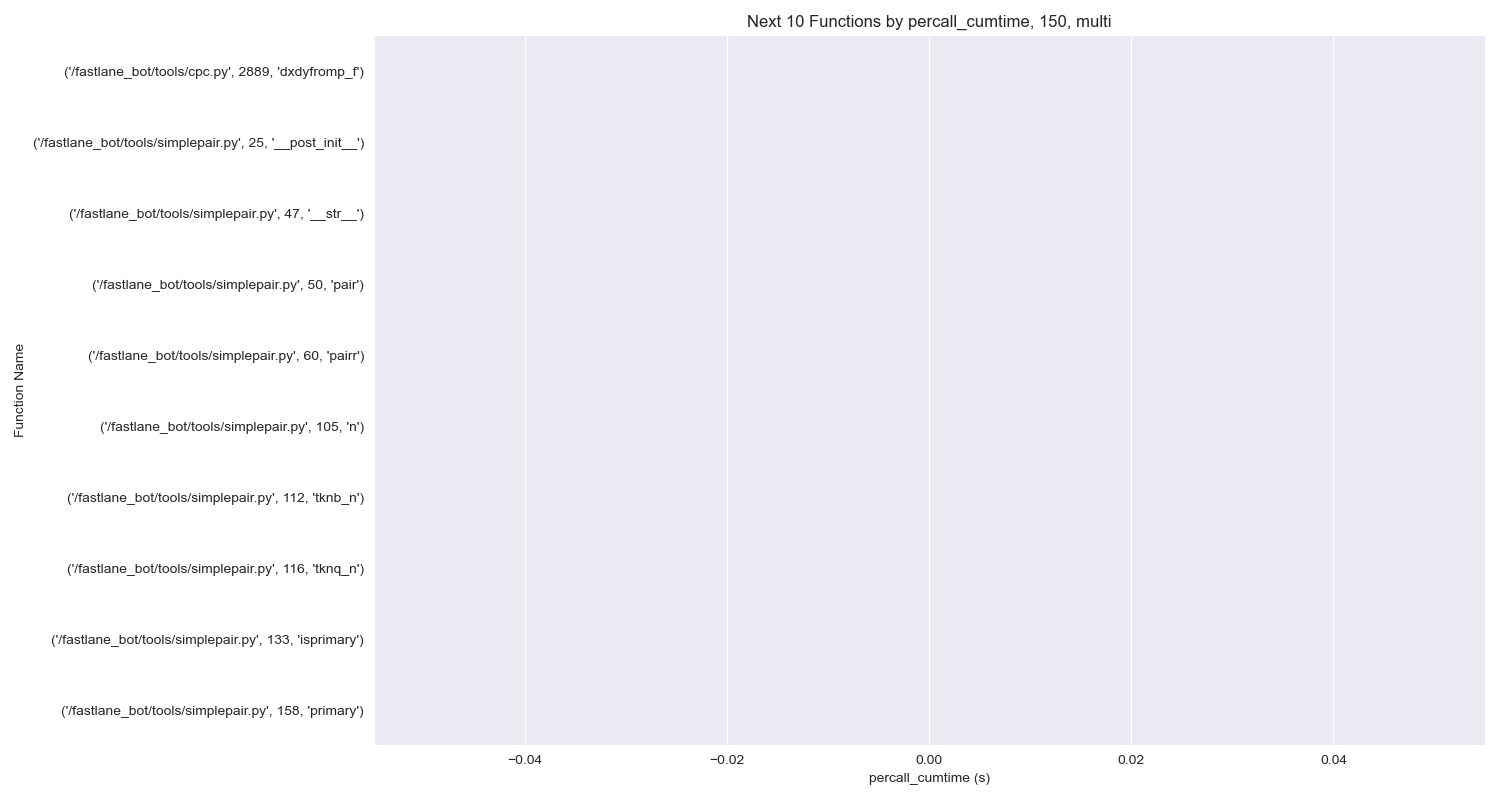 Next 10 Functions by percall_cumtime, 150, multi
('/fastlane_bot/tools/cpc.py', 2889, 'dxdyfromp_f')
('/fastlane_bot/tools/simplepair.py', 25, '__post_init__')
('/fastlane_bot/tools/simplepair.py', 47, '__str__')
('/fastlane_bot/tools/simplepair.py', 50, 'pair')
('/fastlane_bot/tools/simplepair.py', 60, 'pairr')
('/fastlane_bot/tools/simplepair.py', 105, 'n')
('/fastlane_bot/tools/simplepair.py', 112, 'tknb_n')
('/fastlane_bot/tools/simplepair.py', 116, 'tknq_n')
('/fastlane_bot/tools/simplepair.py', 133, 'isprimary')
('/fastlane_bot/tools/simplepair.py', 158, 'primary')
Function Name
−0.04 −0.02 0.00 0.02 0.04
percall_cumtime (s)